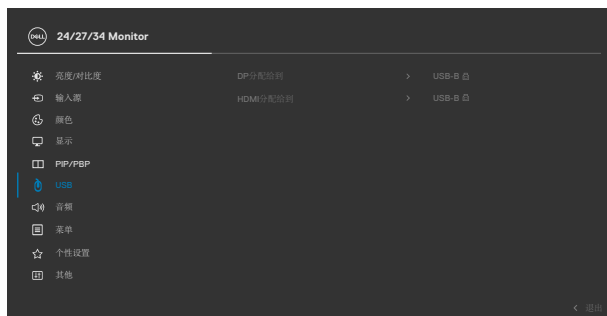 DELL 24/27/34 Monitor
亮度/对比度 DP分配给到 > USB-B
输入源 HDMI分配给到 > USB-B
颜色
显示
PIP/PBP
USB
音频
菜单
个性设置
其他
< 退出